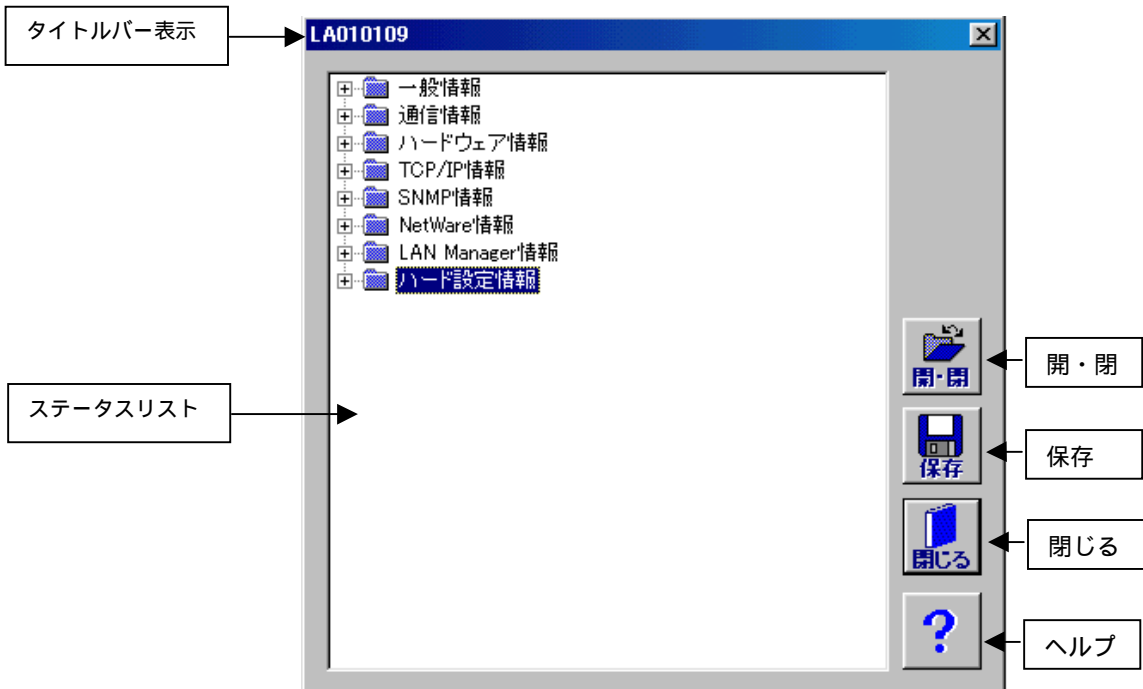 タイトルバー表示
LA010109
一般情報
通信情報
ハードウェア情報
TCP/IP情報
SNMP情報
NetWare情報
LAN Manager情報
ハード設定情報
ステータスリスト
開・閉
開・閉
保存
保存
閉じる
閉じる
?
ヘルプ